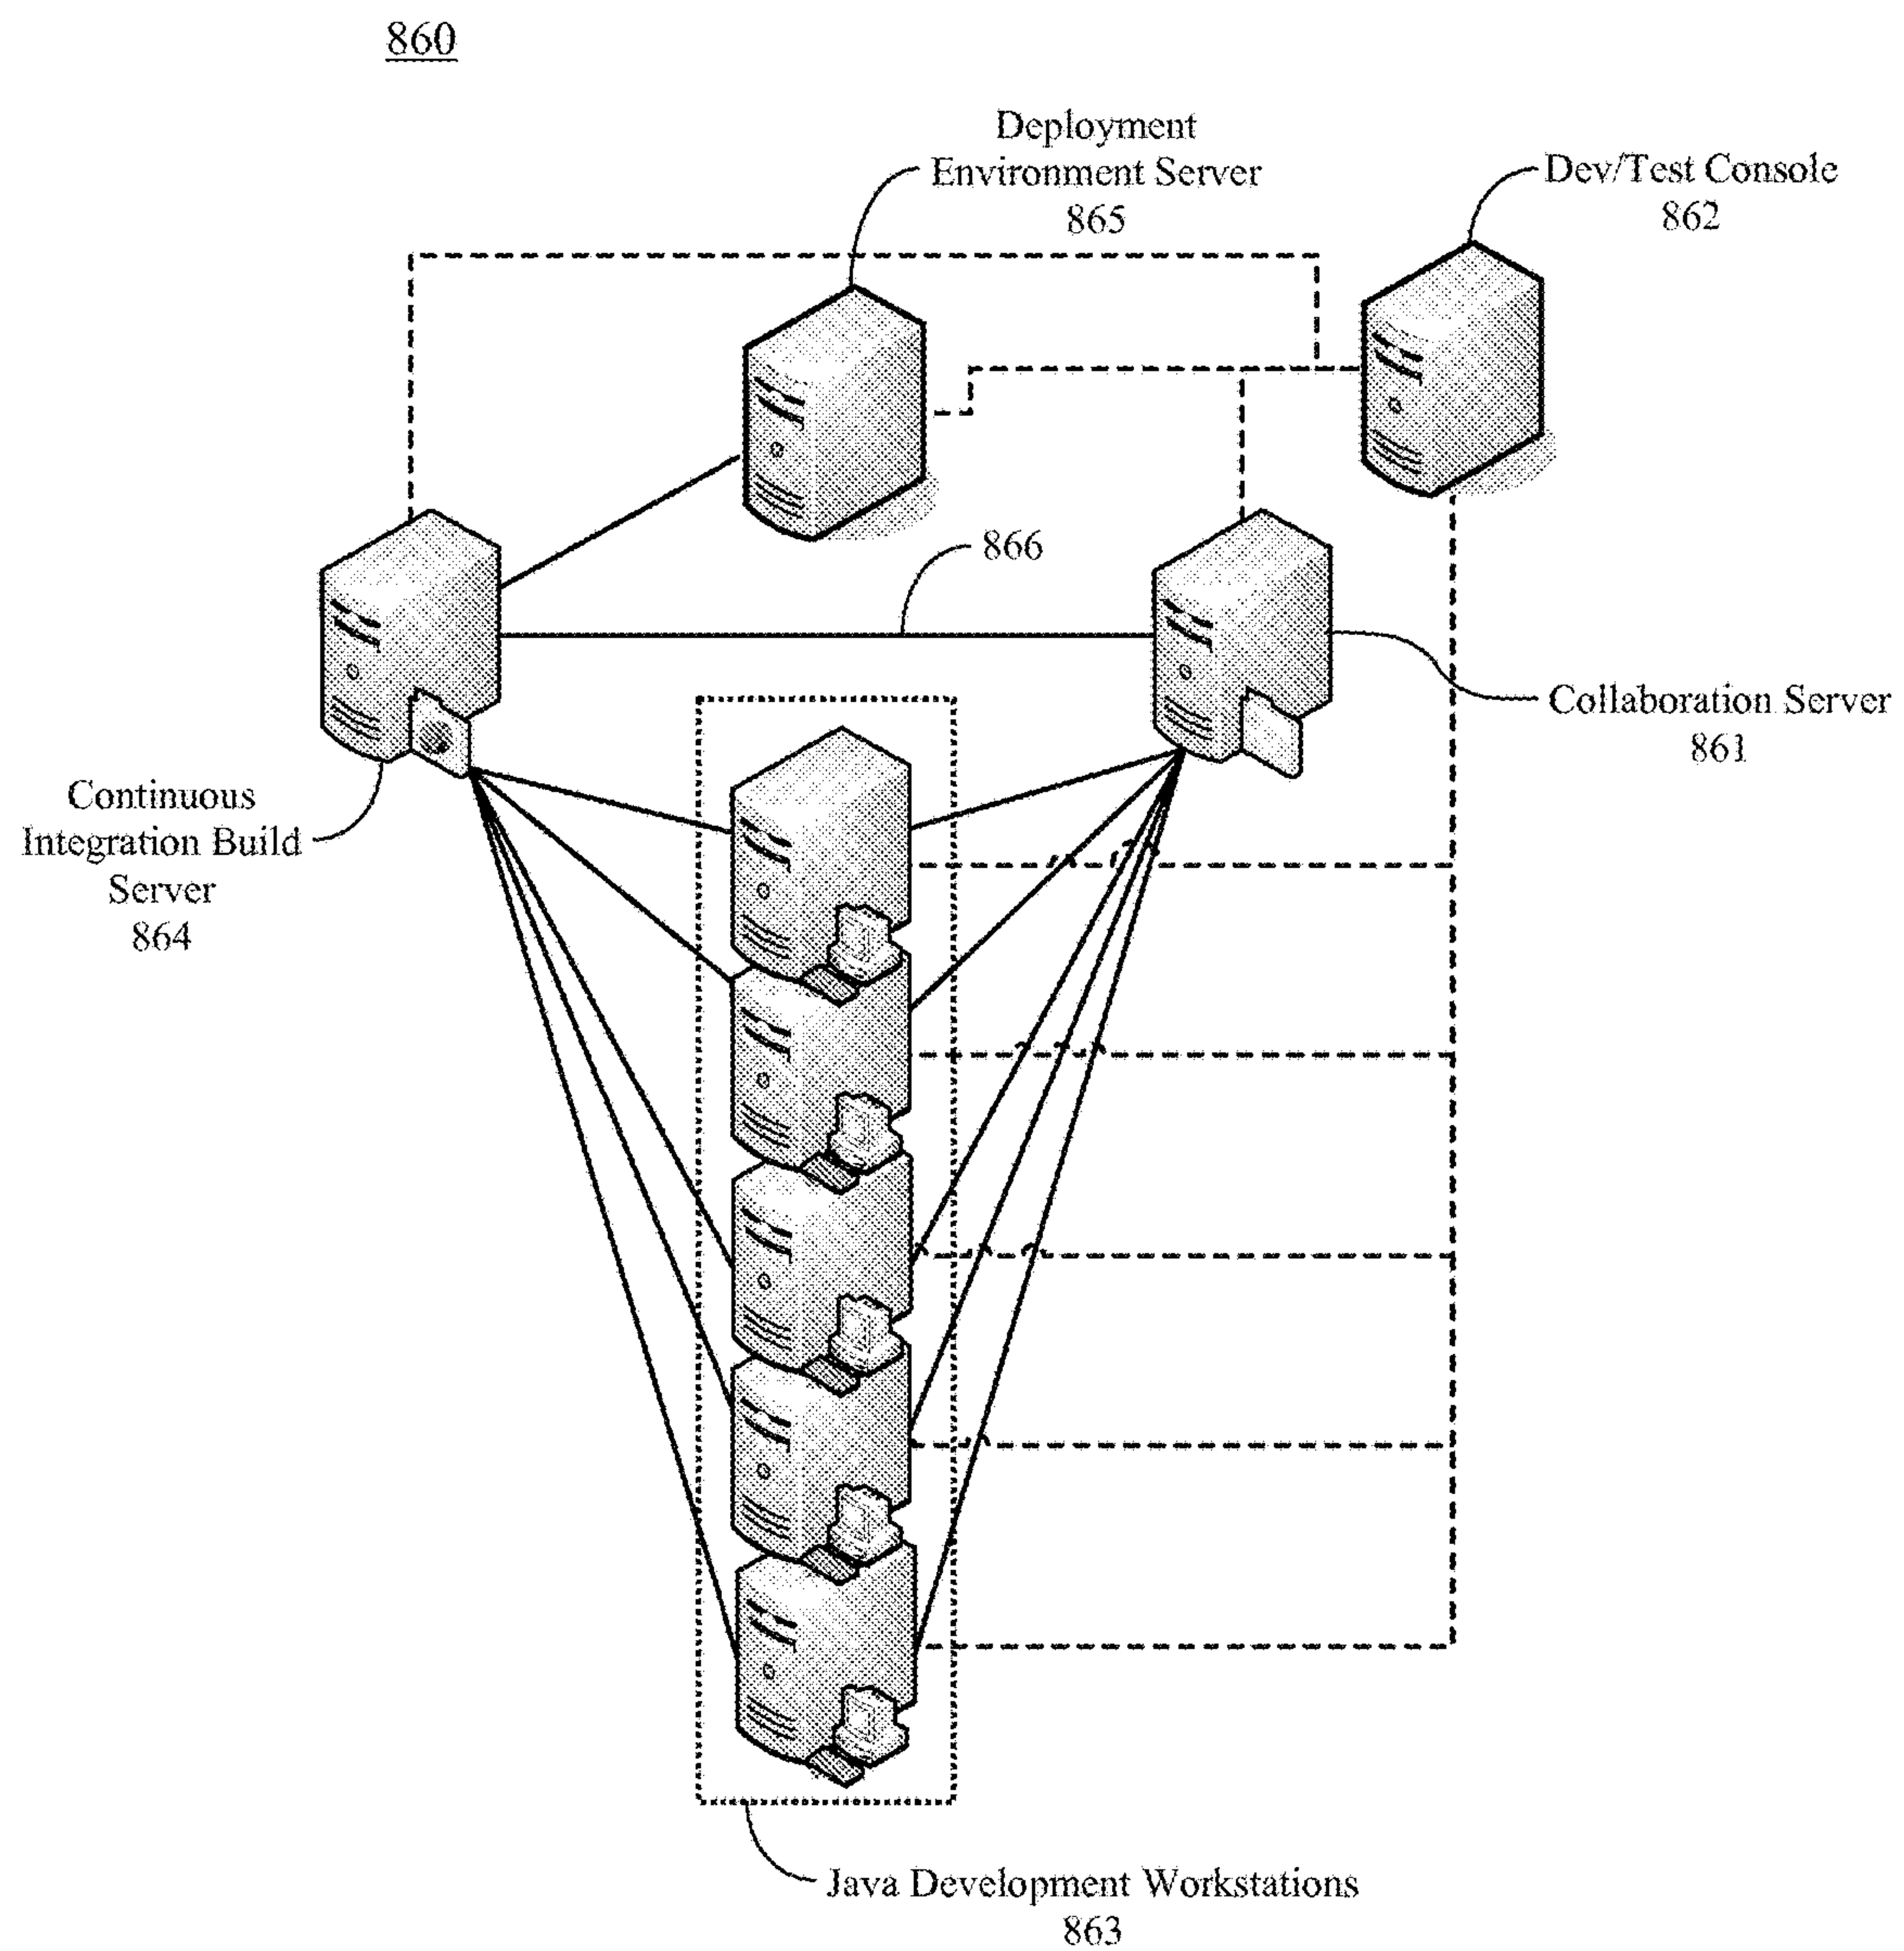 860
Deployment
Environment Server
865
Dev/Test Console
862
866
Collaboration Server
861
Continuous
Integration Build
Server
864
Java Development Workstations
863